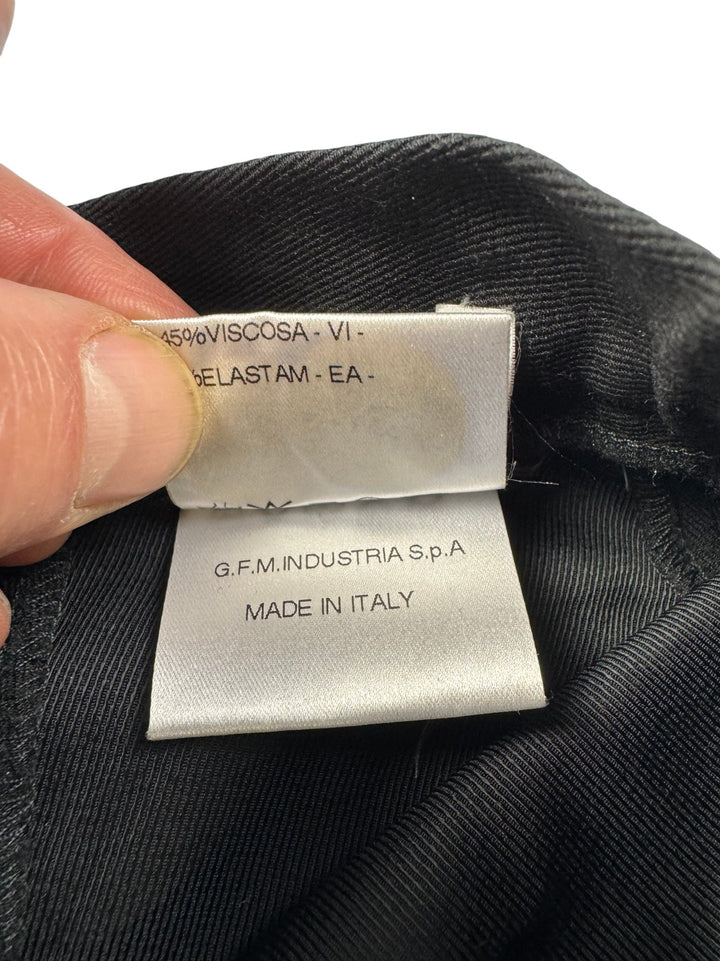 45%VISCOSA - VI -
%ELASTAM - EA -
G.F.M.INDUSTRIA S.p.A
MADE IN ITALY